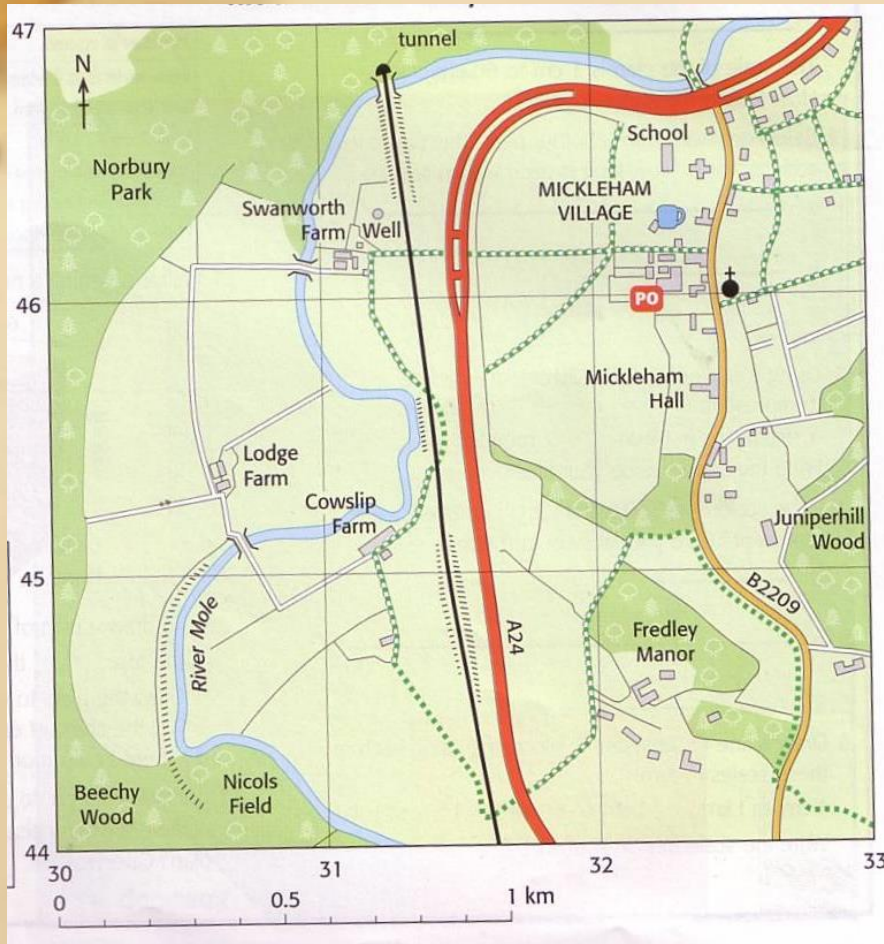 47
tunnel
N
Norbury
Park
School
Swanworth
Farm
Well
MICKLEHAM
VILLAGE
46
PO
Mickleham
Hall
Lodge
Farm
Cowslip
Farm
Juniperhill
Wood
45
B2209
River Mole
A24
Fredley
Manor
Beechy
Wood
Nicols
Field
44
30
31
32
33
0
0.5
1 km